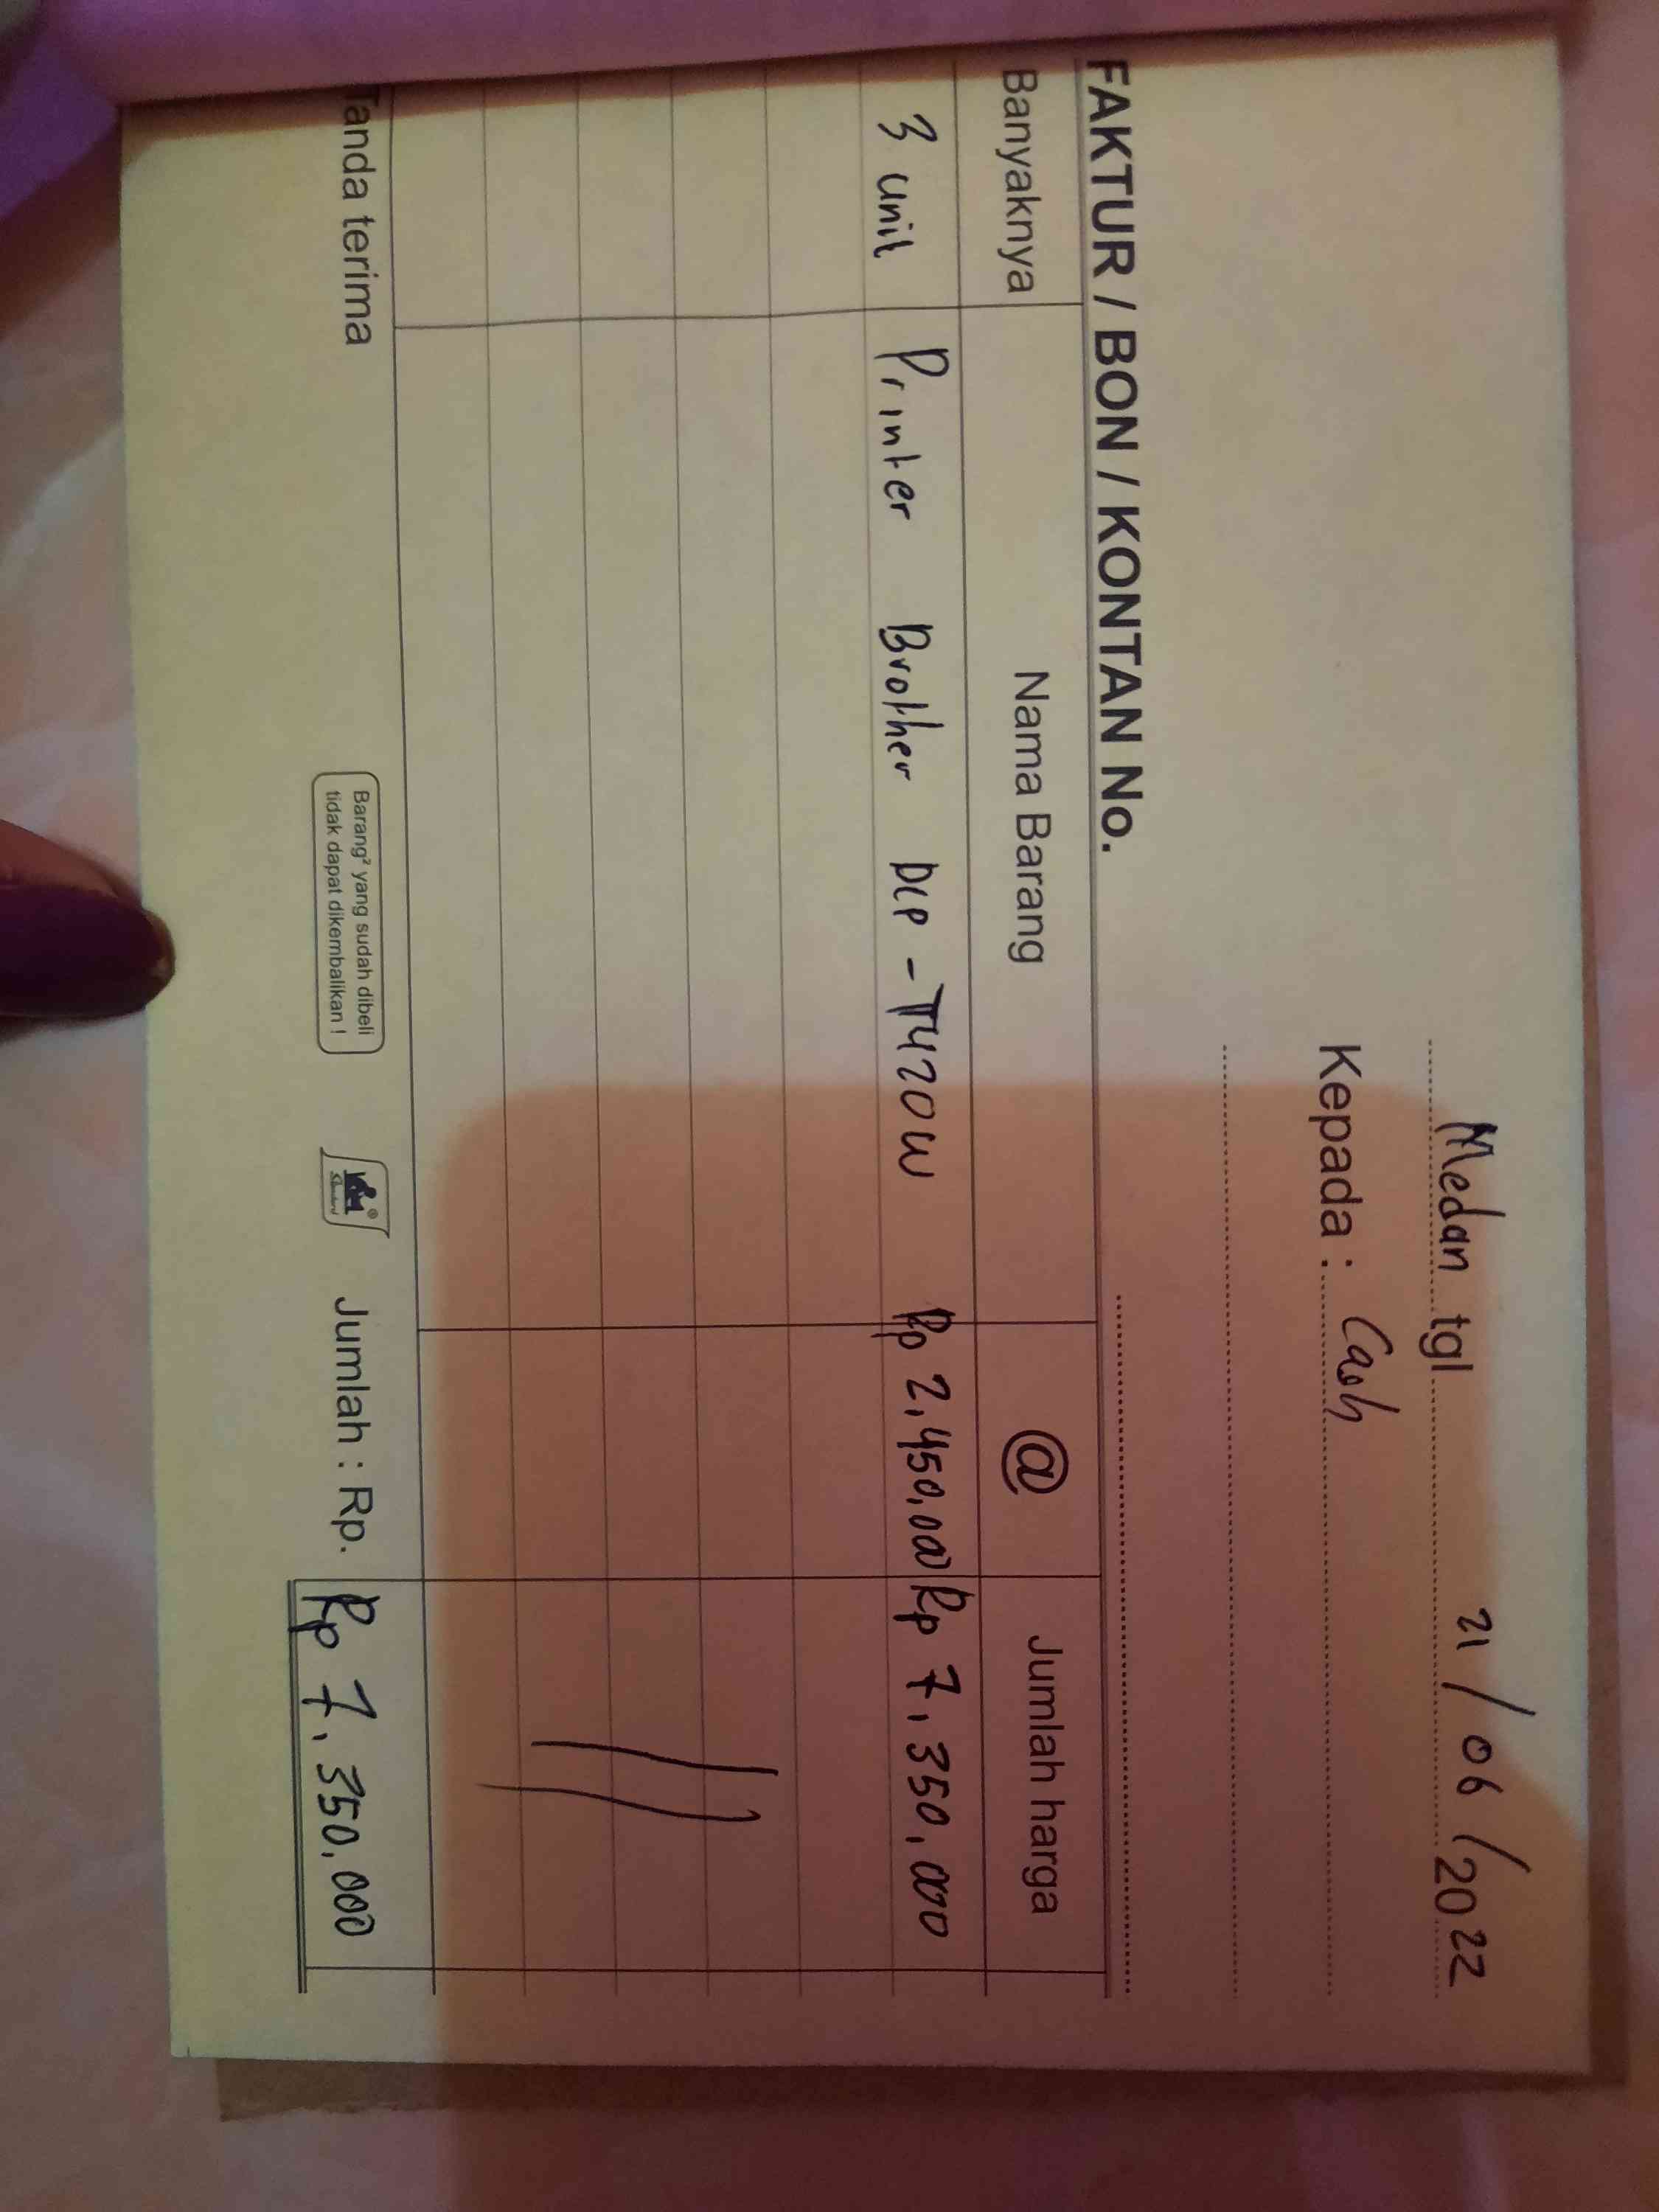 Medan tgl 21/06/2022
Kepada : Cash
FAKTUR / BON / KONTAN No.
Banyaknya Nama Barang @ Jumlah harga
3 unit Printer Brother DCP-T420W Rp 2,450,000 Rp 7,350,000
Tanda terima
Barang² yang sudah dibeli
tidak dapat dikembalikan !
Standard ®
Jumlah : Rp. Rp 7,350,000